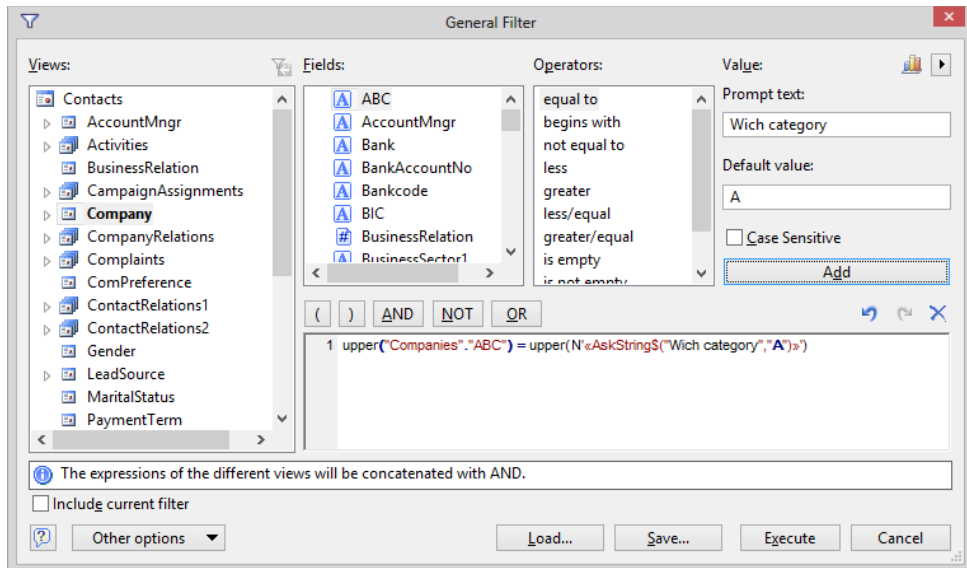 General Filter
Views:
Contacts
AccountMngr
Activities
BusinessRelation
CampaignAssignments
Company
CompanyRelations
Complaints
ComPreference
ContactRelations1
ContactRelations2
Gender
LeadSource
MaritalStatus
PaymentTerm
Fields:
ABC
AccountMngr
Bank
BankAccountNo
Bankcode
BIC
BusinessRelation
BusinessSector1
Operators:
equal to
begins with
not equal to
less
greater
less/equal
greater/equal
is empty
is not empty
Value:
Prompt text:
Wich category
Default value:
A
Case Sensitive
Add
( ) AND NOT OR
1 upper("Companies"."ABC") = upper(N'«AskString$("Wich category","A")»')
The expressions of the different views will be concatenated with AND.
Include current filter
Other options Load... Save... Execute Cancel